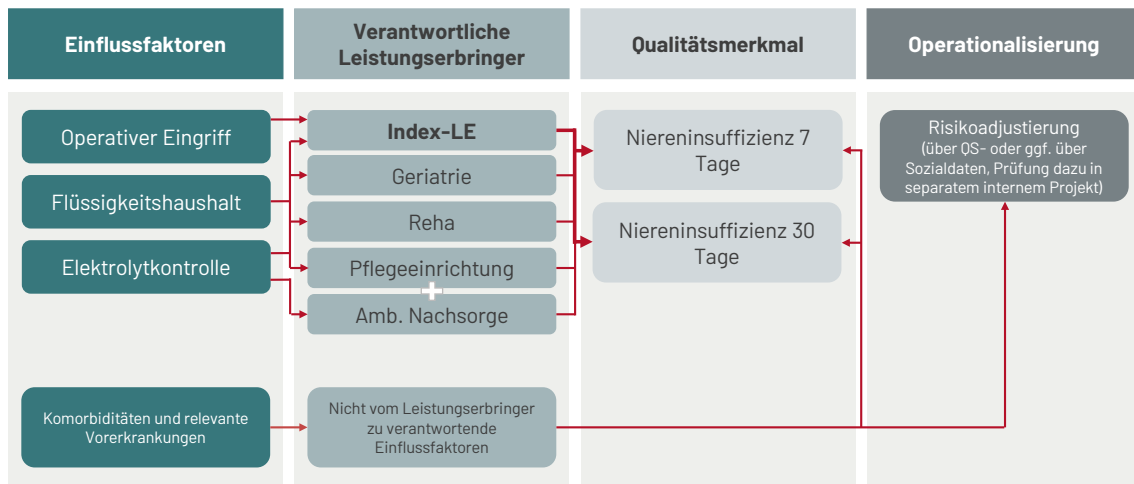 Einflussfaktoren
Verantwortliche
Leistungserbringer
Qualitätsmerkmal
Operationalisierung
Operativer Eingriff
Flüssigkeitshaushalt
Elektrolytkontrolle
Komorbiditäten und relevante
Vorerkrankungen
Index-LE
Geriatrie
Reha
Pflegeeinrichtung
Amb. Nachsorge
Nicht vom Leistungserbringer
zu verantwortende
Einflussfaktoren
Niereninsuffizienz 7
Tage
Niereninsuffizienz 30
Tage
Risikoadjustierung
(über QS- oder ggf. über
Sozialdaten, Prüfung dazu in
separatem internem Projekt)